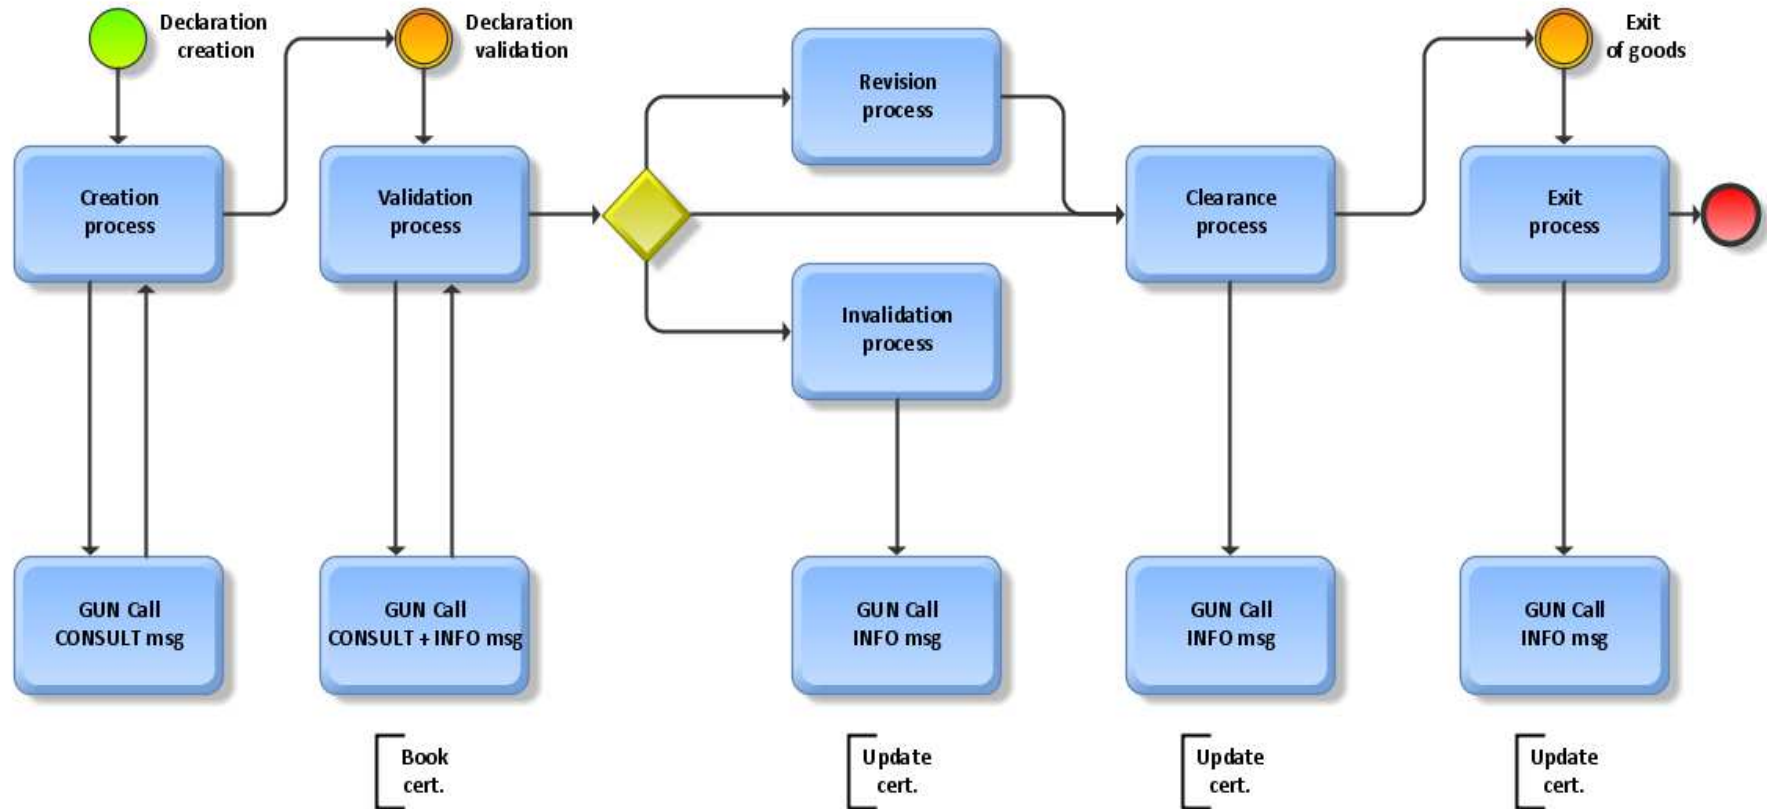 Declaration
creation
Declaration
validation
Exit
of goods
Revision
process
Creation
process
Validation
process
Clearance
process
Exit
process
Invalidation
process
GUN Call
CONSULT msg
GUN Call
CONSULT + INFO msg
GUN Call
INFO msg
GUN Call
INFO msg
GUN Call
INFO msg
Book
cert.
Update
cert.
Update
cert.
Update
cert.